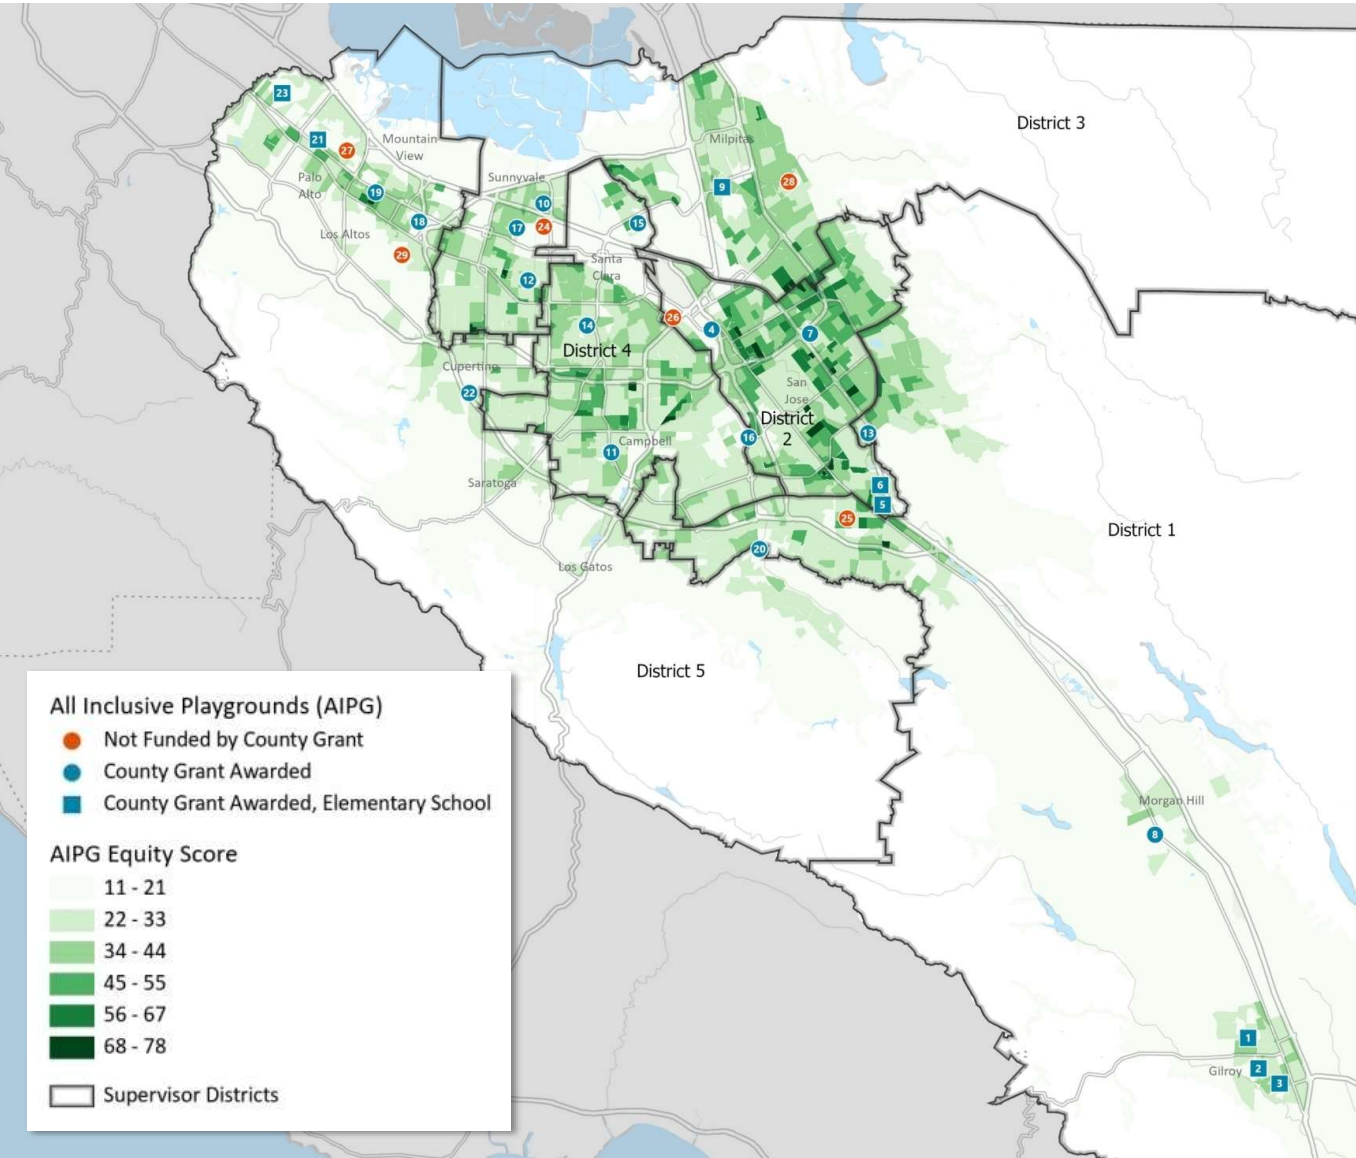 23
21
27
Mountain
View
Palo
Alto
19
18
Los Altos
29
Sunnyvale
10
17
24
12
15
Santa
Clara
Milpitas
9
28
District 3
26
4
7
14
District 4
Cupertino
22
San
Jose
District
2
16
13
Campbell
11
Saratoga
6
5
25
20
Los Gatos
District 1
District 5
Morgan Hill
8
1
Gilroy
2
3
All Inclusive Playgrounds (AIPG)
Not Funded by County Grant
County Grant Awarded
County Grant Awarded, Elementary School
AIPG Equity Score
11 - 21
22 - 33
34 - 44
45 - 55
56 - 67
68 - 78
Supervisor Districts